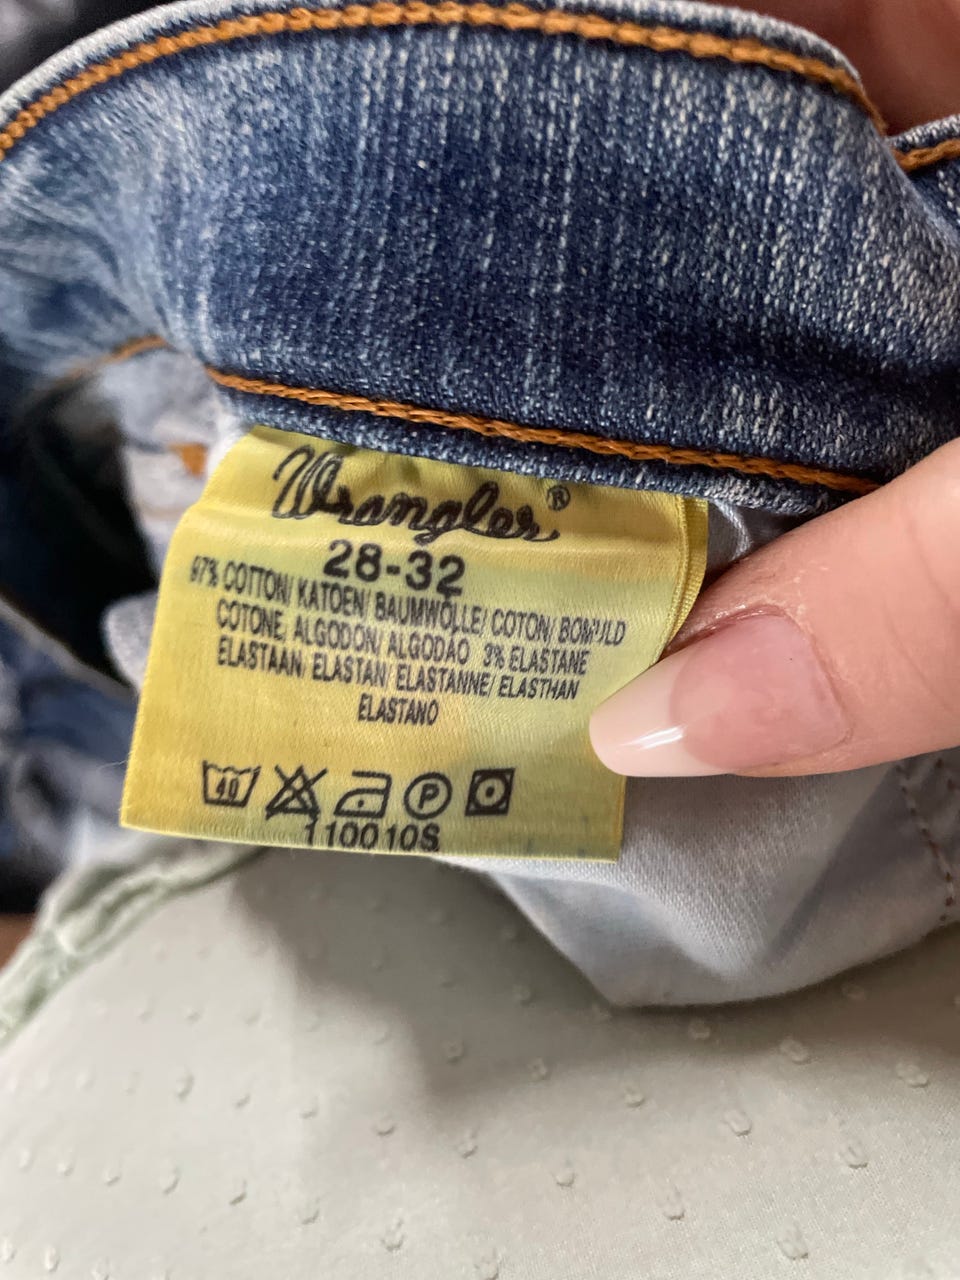 Wrangler®
28-32
97% COTTON/ KATOEN/ BAUMWOLLE/ COTON/ BOMULD
COTONE, ALGODON/ ALGODAO 3% ELASTANE
ELASTAAN/ ELASTAN/ ELASTANNE/ ELASTHAN
ELASTANO
40 P
110010S